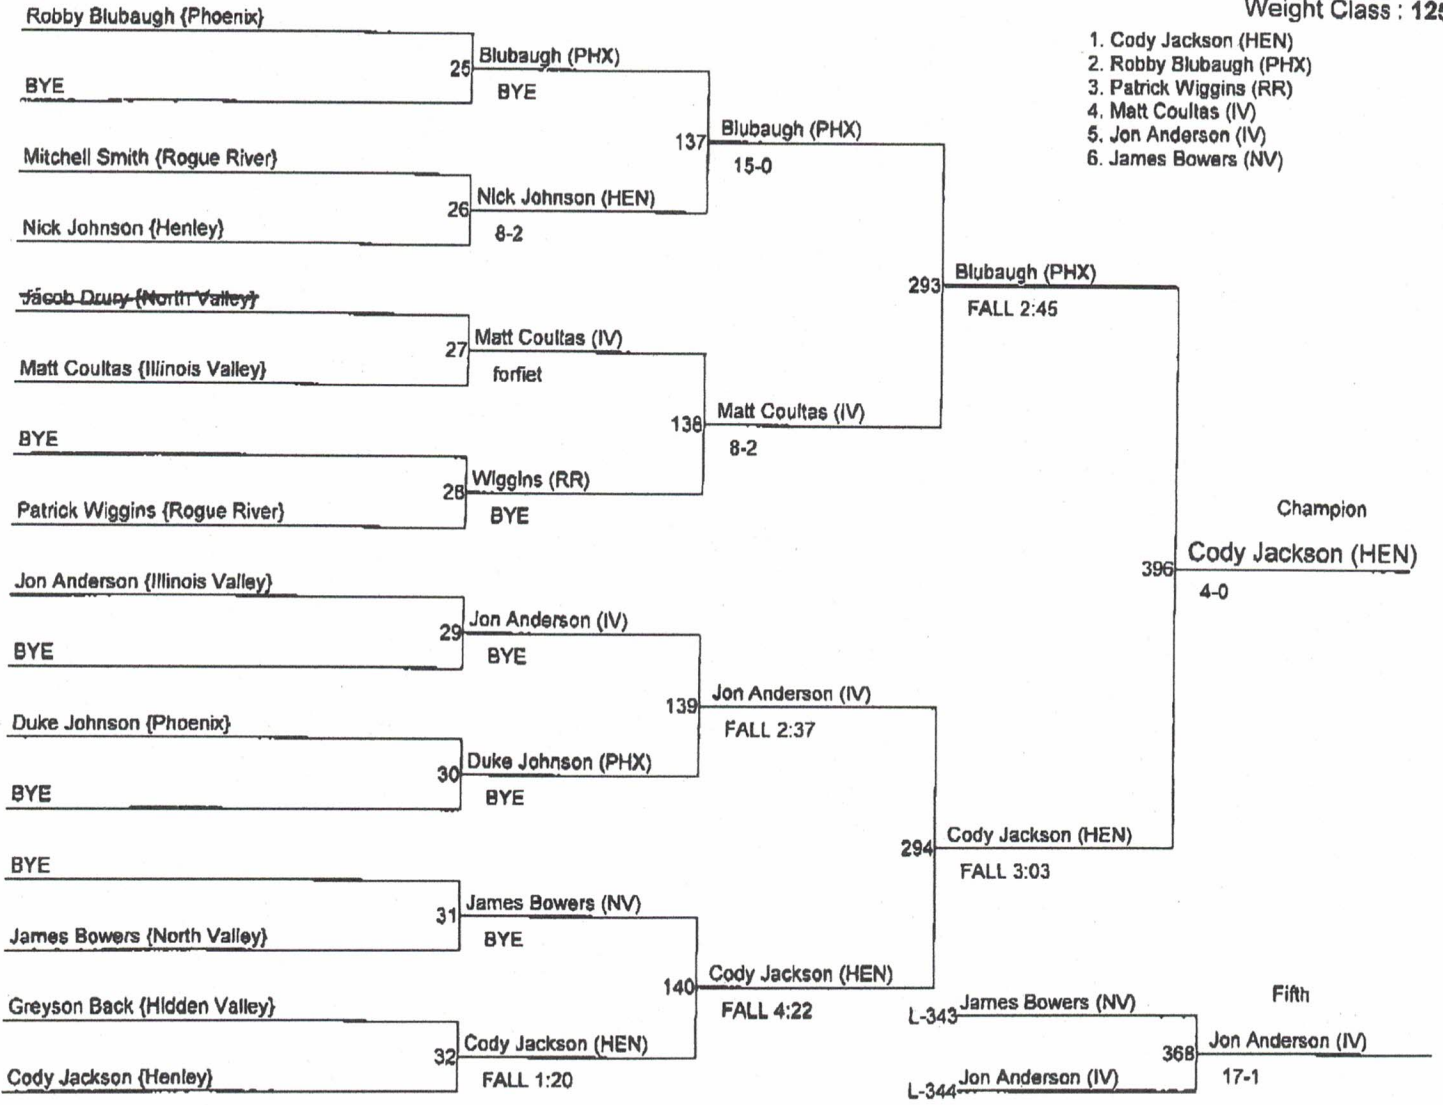 Weight Class : 125
1. Cody Jackson (HEN)
2. Robby Blubaugh (PHX)
3. Patrick Wiggins (RR)
4. Matt Coultas (IV)
5. Jon Anderson (IV)
6. James Bowers (NV)
Robby Blubaugh {Phoenix}
25 Blubaugh (PHX)
BYE
BYE
137 Blubaugh (PHX)
15-0
Mitchell Smith {Rogue River}
26 Nick Johnson (HEN)
8-2
Nick Johnson {Henley}
293 Blubaugh (PHX)
FALL 2:45
Jacob Drury {North Valley}
27 Matt Coultas (IV)
forfiet
Matt Coultas {Illinois Valley}
138 Matt Coultas (IV)
8-2
BYE
28 Wiggins (RR)
BYE
Patrick Wiggins {Rogue River}
Champion
396 Cody Jackson (HEN)
4-0
Jon Anderson {Illinois Valley}
29 Jon Anderson (IV)
BYE
BYE
139 Jon Anderson (IV)
FALL 2:37
Duke Johnson {Phoenix}
30 Duke Johnson (PHX)
BYE
BYE
294 Cody Jackson (HEN)
FALL 3:03
BYE
31 James Bowers (NV)
BYE
James Bowers {North Valley}
140 Cody Jackson (HEN)
FALL 4:22
Greyson Back {Hidden Valley}
32 Cody Jackson (HEN)
FALL 1:20
Cody Jackson {Henley}
Fifth
L-343 James Bowers (NV)
368 Jon Anderson (IV)
17-1
L-344 Jon Anderson (IV)